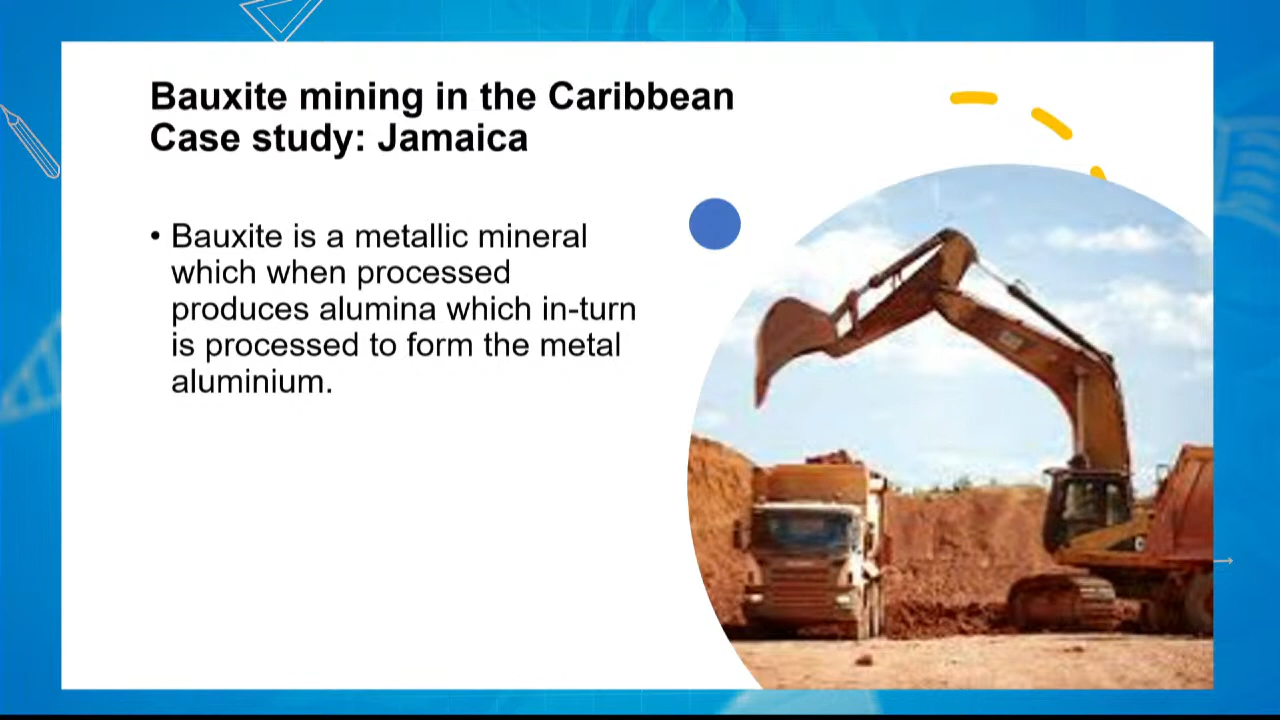 Bauxite mining in the Caribbean
Case study: Jamaica
• Bauxite is a metallic mineral
which when processed
produces alumina which in-turn
is processed to form the metal
aluminium.